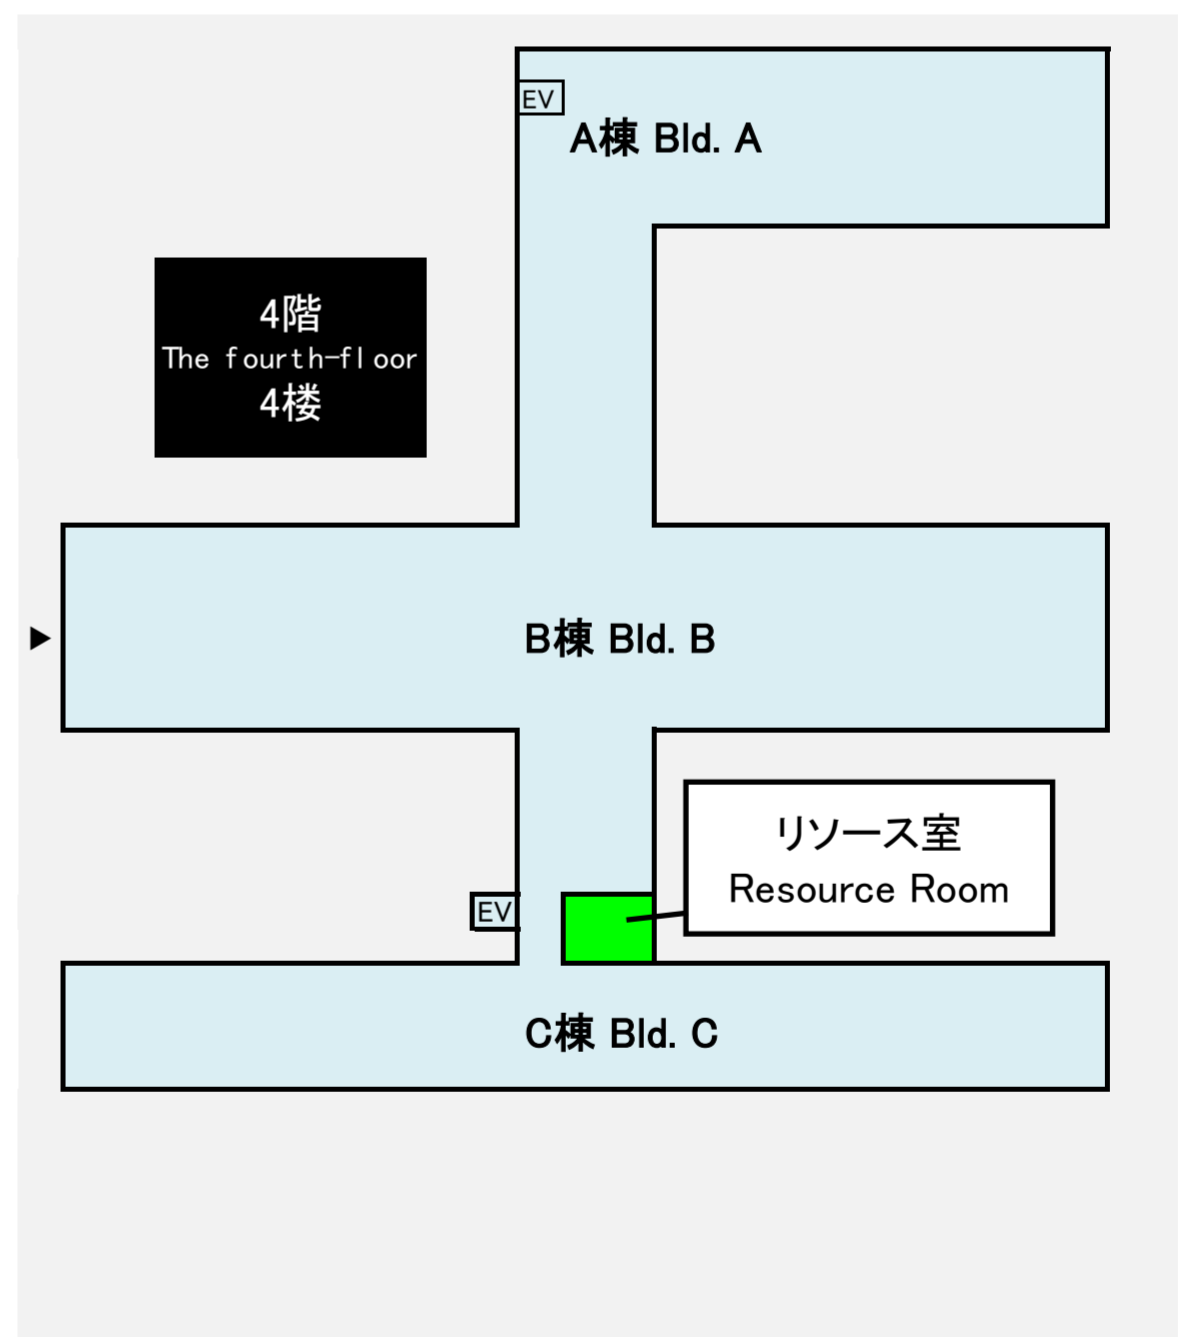 EV
A棟 Bld. A
4階
The fourth-floor
4楼
B棟 Bld. B
リソース室
Resource Room
EV
C棟 Bld. C